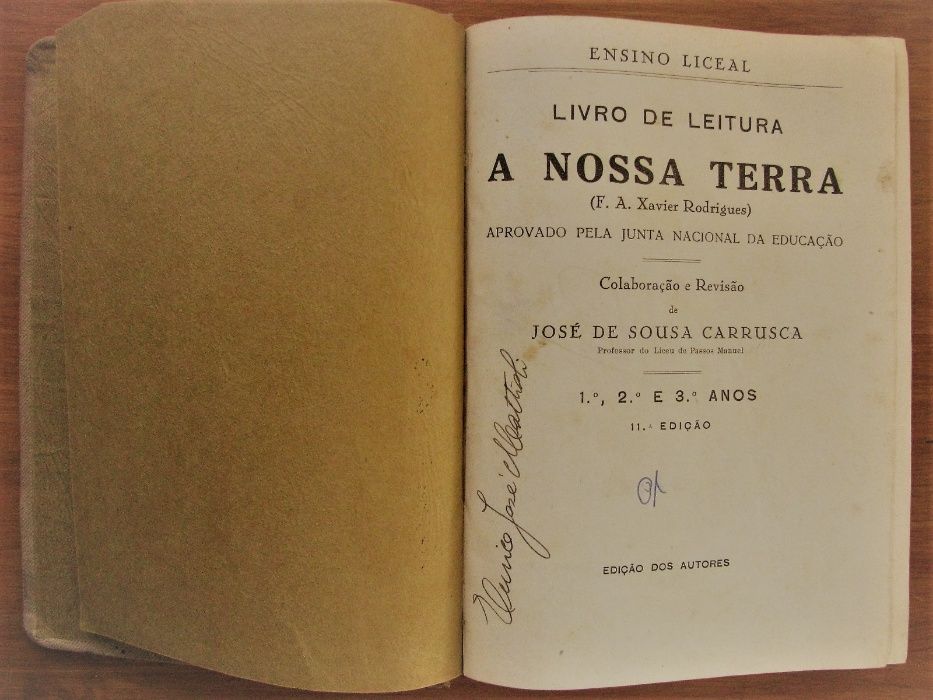 ENSINO LICEAL
LIVRO DE LEITURA
A NOSSA TERRA
(F. A. Xavier Rodrigues)
APROVADO PELA JUNTA NACIONAL DA EDUCAÇÃO
Colaboração e Revisão
de
JOSÉ DE SOUSA CARRUSCA
Professor do Liceu de Passos Manuel
1.º, 2.º E 3.º ANOS
11.ª EDIÇÃO
EDIÇÃO DOS AUTORES
José